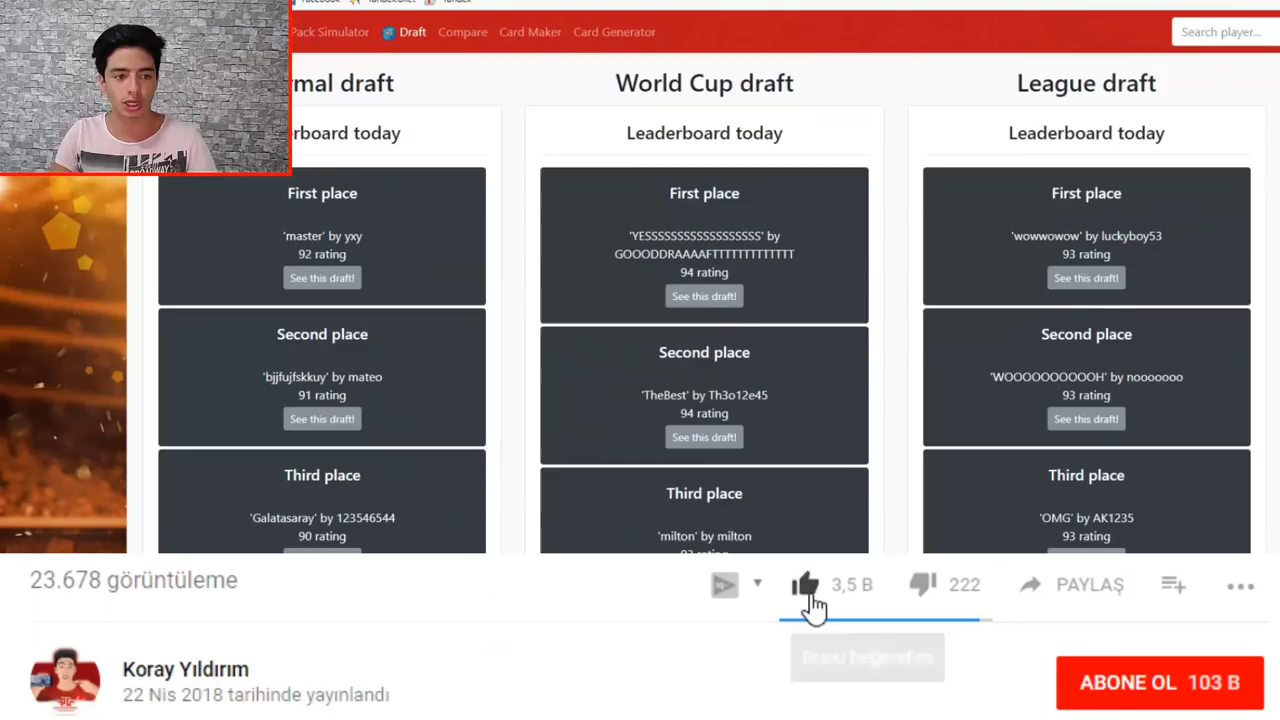 Pack Simulator Draft Compare Card Maker Card Generator Search player...
rmal draft
rboard today
First place
'master' by yxy
92 rating
See this draft!
Second place
'bjjfujfskkuy' by mateo
91 rating
See this draft!
Third place
'Galatasaray' by 123546544
90 rating
World Cup draft
Leaderboard today
First place
'YESSSSSSSSSSSSSSSSSS' by
GOOODDRAAAAFTTTTTTTTTTTTT
94 rating
See this draft!
Second place
'TheBest' by Th3o12e45
94 rating
See this draft!
Third place
'milton' by milton
League draft
Leaderboard today
First place
'wowwowow' by luckyboy53
93 rating
See this draft!
Second place
'WOOOOOOOOOOH' by nooooooo
93 rating
See this draft!
Third place
'OMG' by AK1235
93 rating
23.678 görüntüleme
3,5 B 222 PAYLAŞ
Koray Yıldırım
22 Nis 2018 tarihinde yayınlandı
ABONE OL 103 B